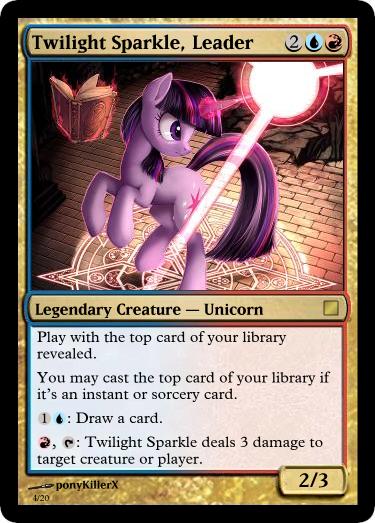 Twilight Sparkle, Leader 2
Legendary Creature — Unicorn
Play with the top card of your library
revealed.
You may cast the top card of your library if
it's an instant or sorcery card.
1 : Draw a card.
, : Twilight Sparkle deals 3 damage to
target creature or player.
2/3
ponyKillerX
4/20